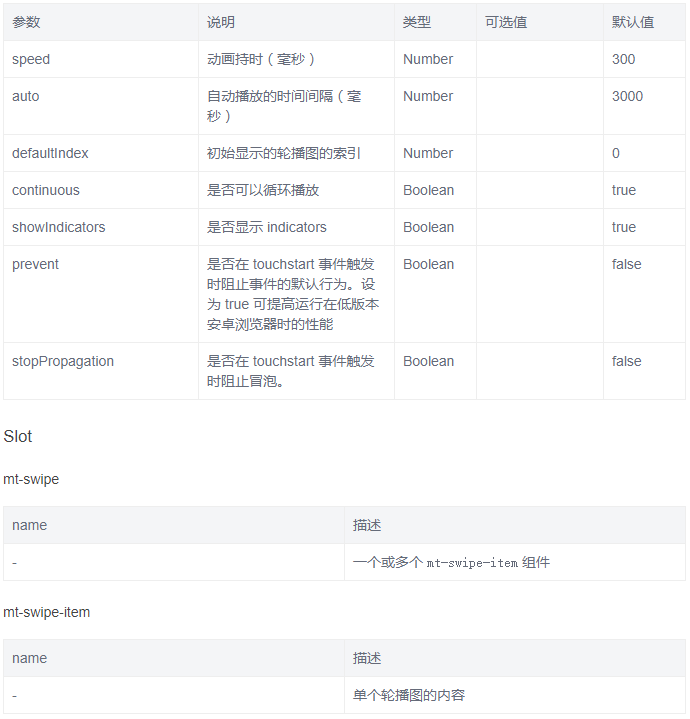 参数 说明 类型 可选值 默认值
speed 动画持时（毫秒） Number 300
auto 自动播放的时间间隔（毫 Number 3000
秒）
defaultIndex 初始显示的轮播图的索引 Number 0
continuous 是否可以循环播放 Boolean true
showIndicators 是否显示 indicators Boolean true
prevent 是否在 touchstart 事件触发 Boolean false
时阻止事件的默认行为。设
为 true 可提高运行在低版本
安卓浏览器时的性能
stopPropagation 是否在 touchstart 事件触发 Boolean false
时阻止冒泡。
Slot
mt-swipe
name 描述
- 一个或多个 mt-swipe-item 组件
mt-swipe-item
name 描述
- 单个轮播图的内容